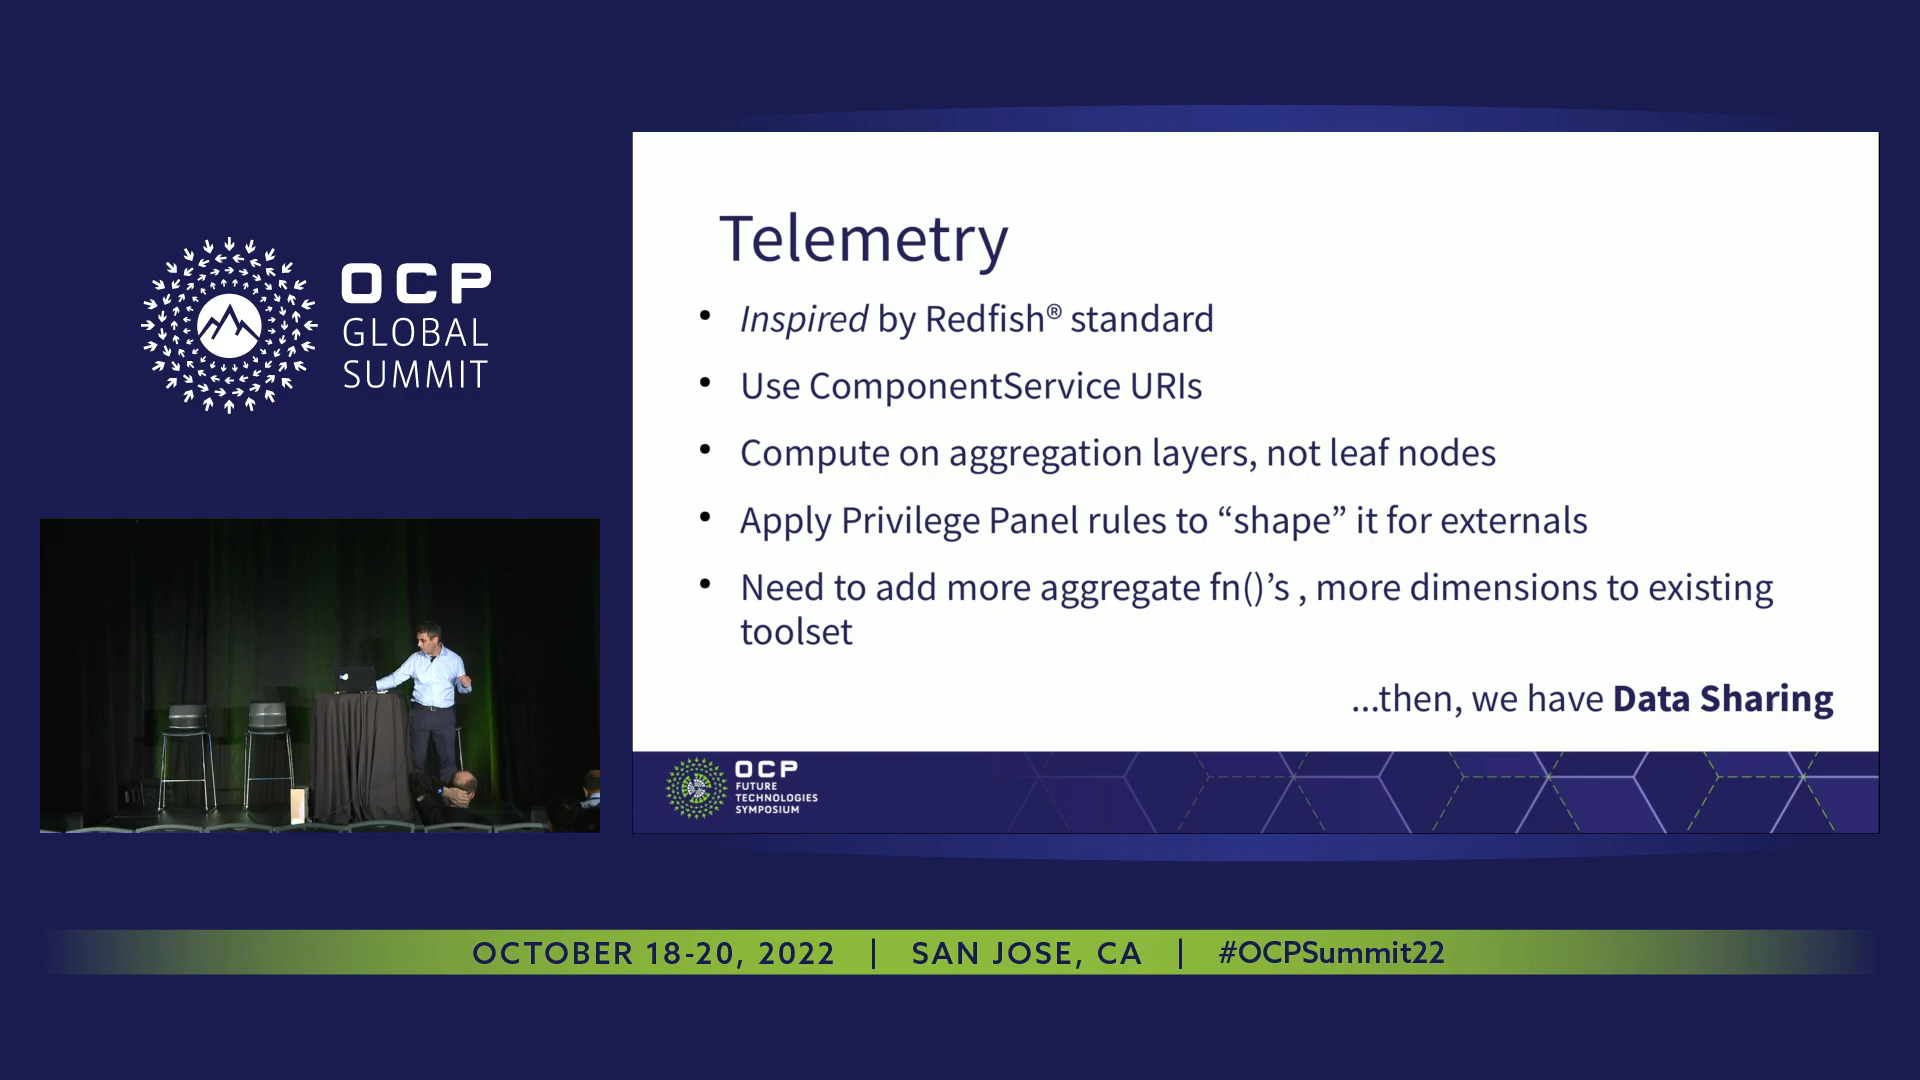 OCP
GLOBAL
SUMMIT
Telemetry
• Inspired by Redfish® standard
• Use ComponentService URIs
• Compute on aggregation layers, not leaf nodes
• Apply Privilege Panel rules to “shape” it for externals
• Need to add more aggregate fn()’s , more dimensions to existing
toolset
...then, we have Data Sharing
OCP
FUTURE
TECHNOLOGIES
SYMPOSIUM
OCTOBER 18-20, 2022 | SAN JOSE, CA | #OCPSummit22